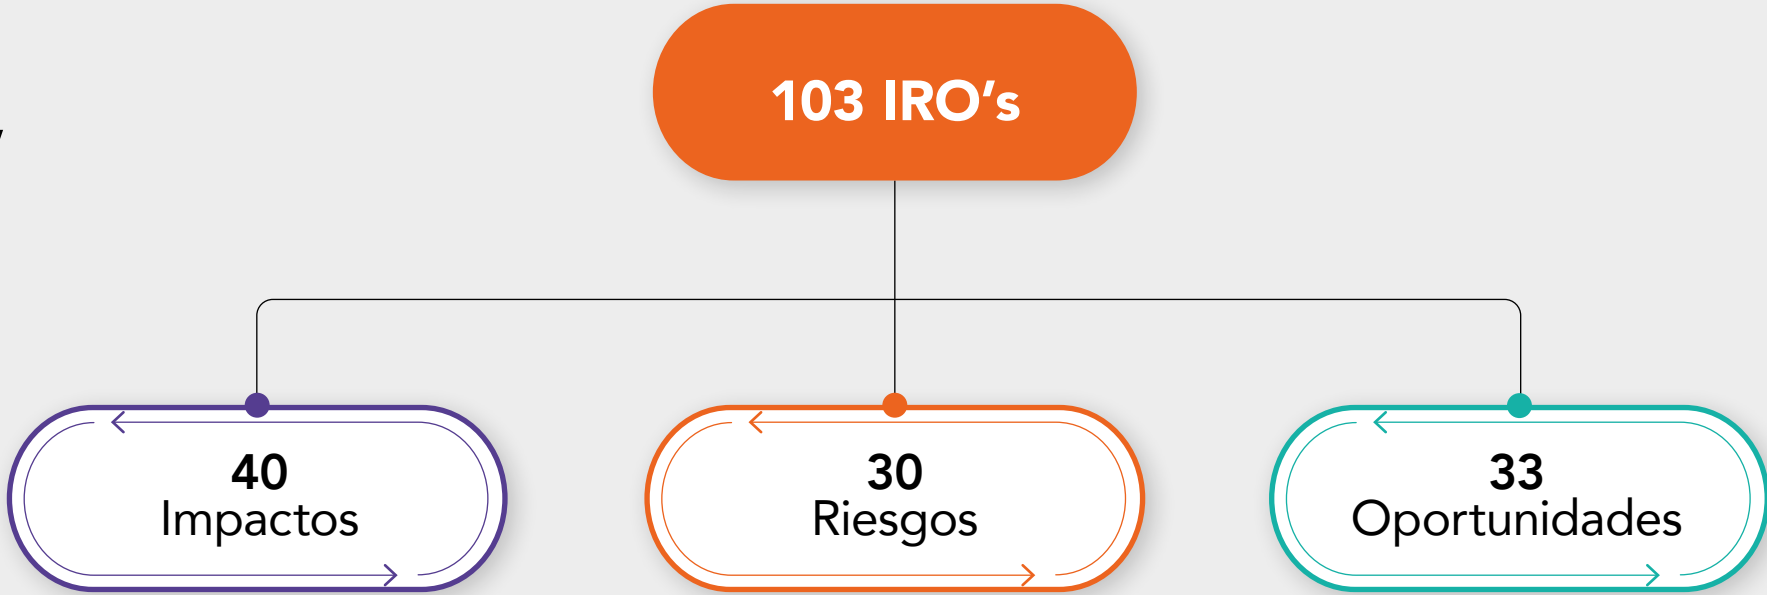 103 IRO’s
40
Impactos
30
Riesgos
33
Oportunidades